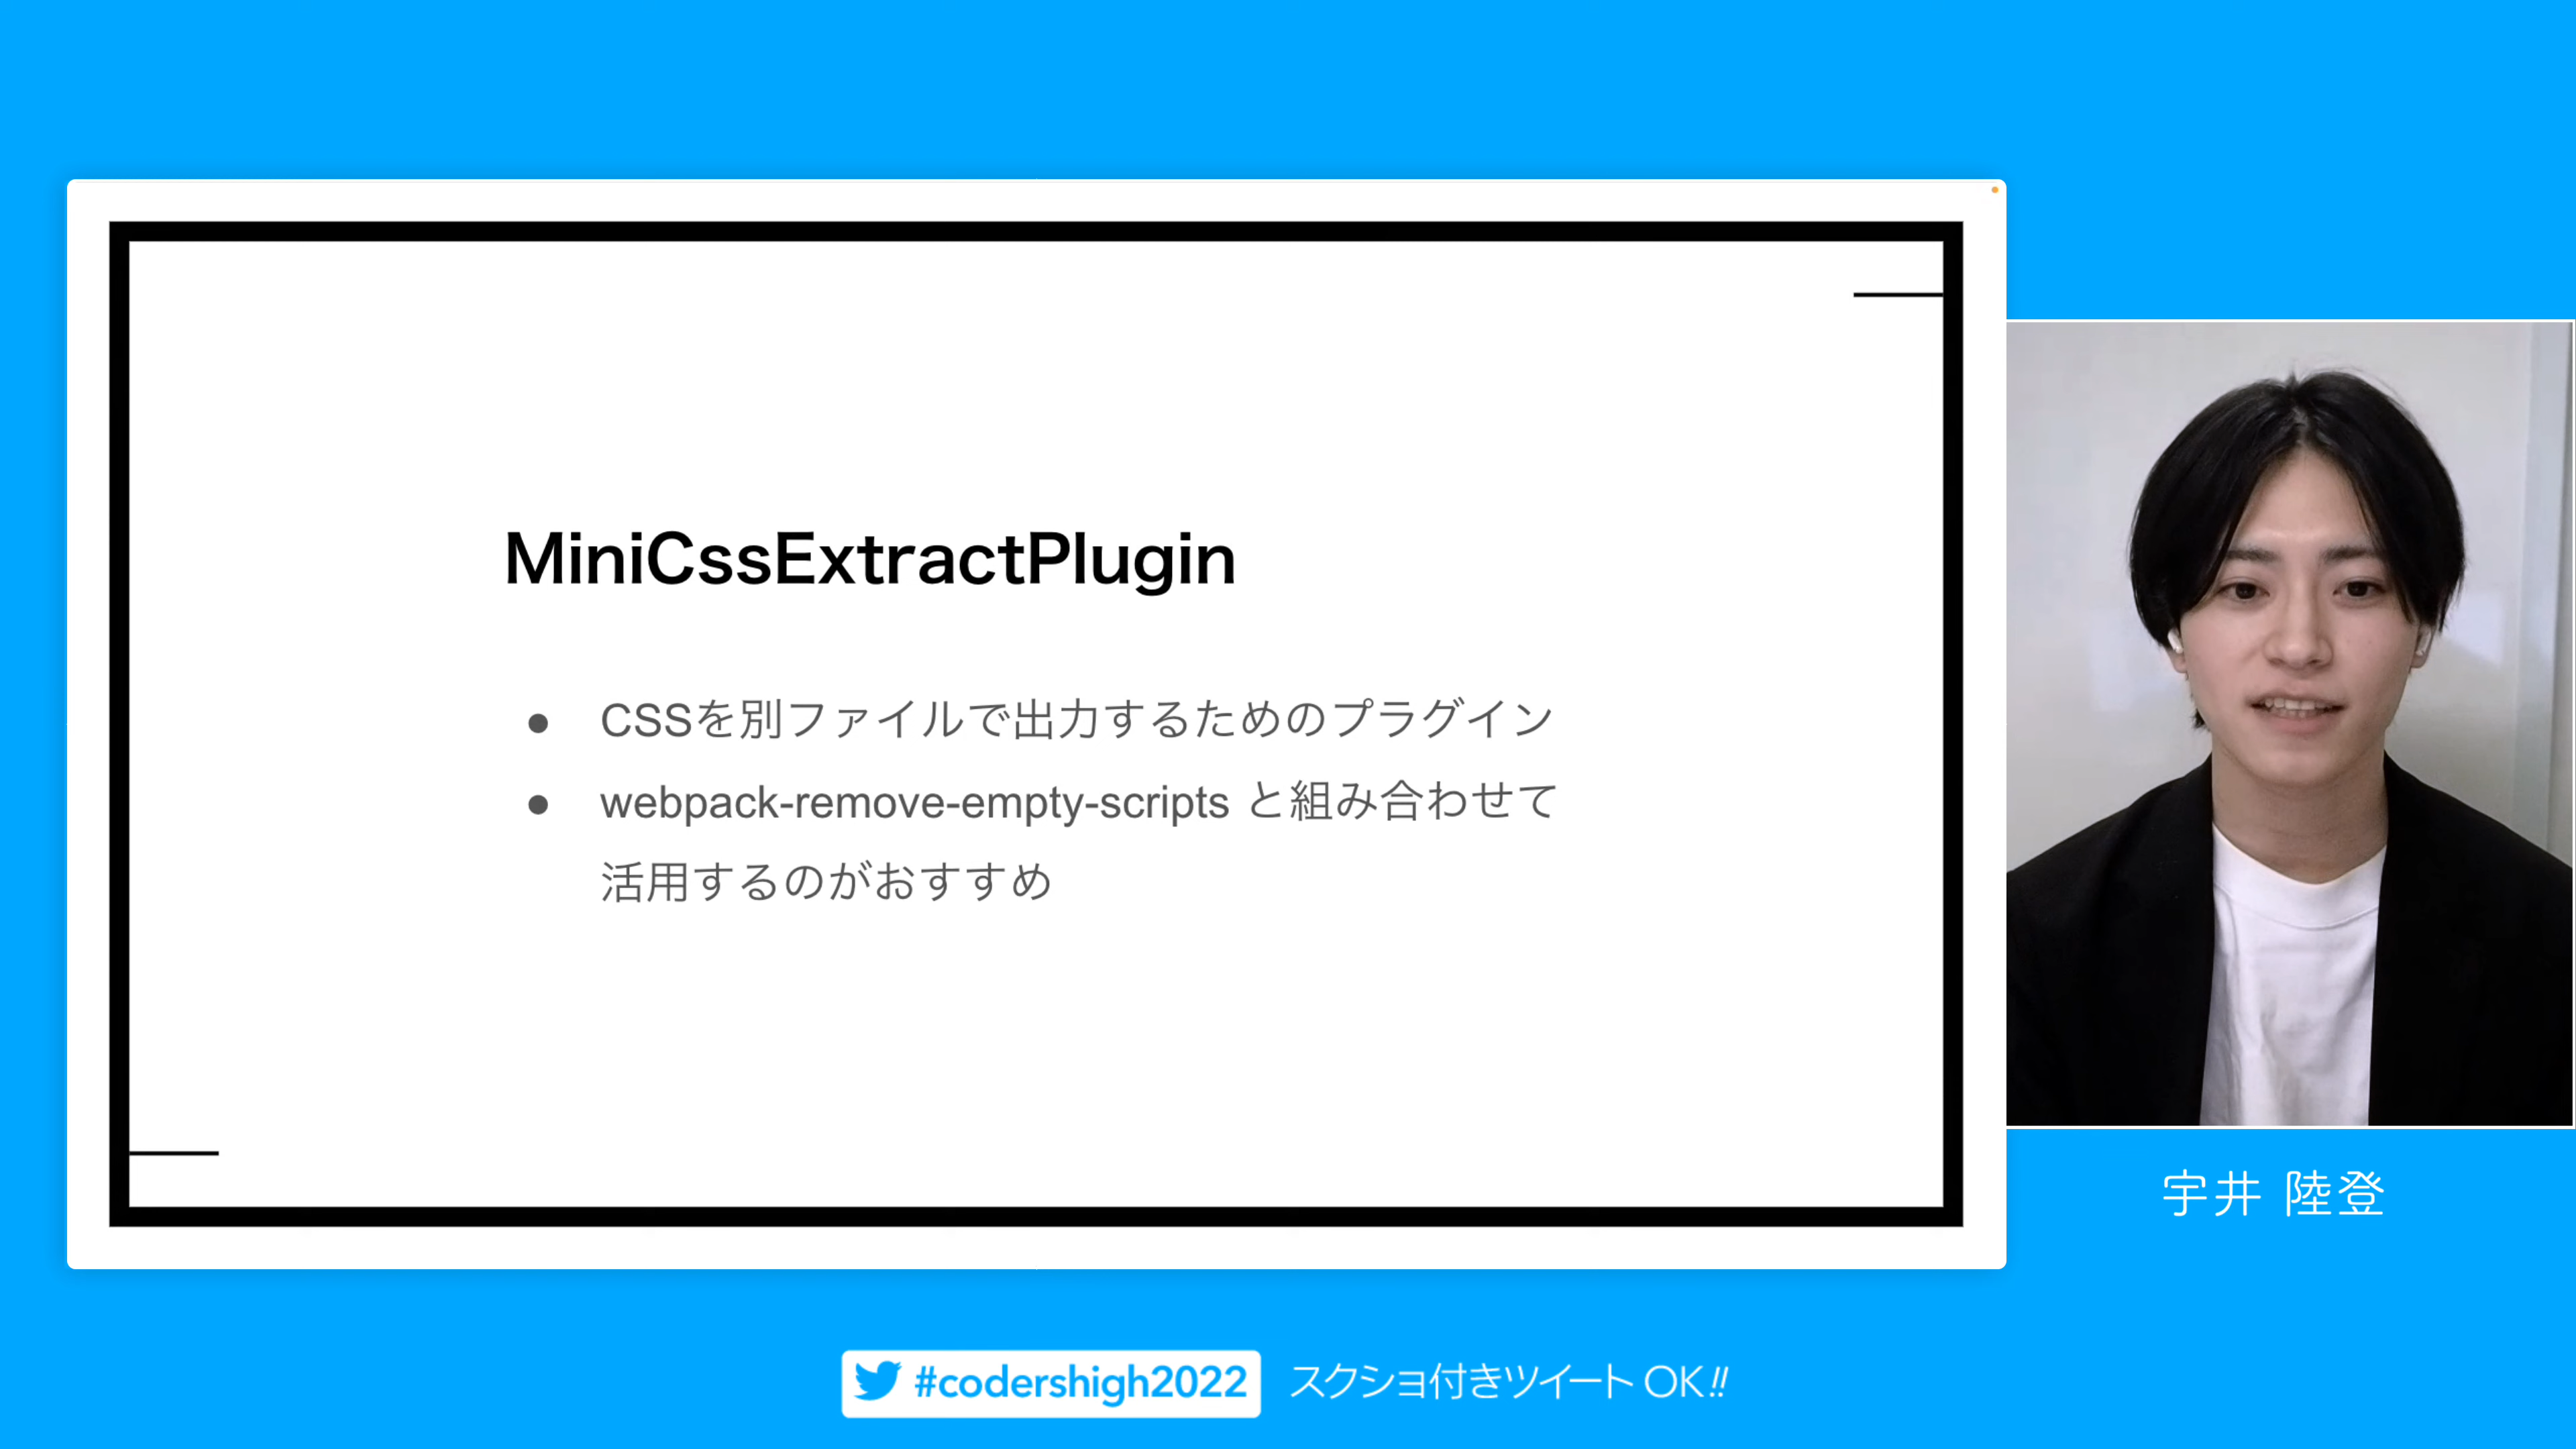 MiniCssExtractPlugin
● CSSを別ファイルで出力するためのプラグイン
● webpack-remove-empty-scripts と組み合わせて
活用するのがおすすめ
宇井 陸登
#codershigh2022 スクショ付きツイート OK!!